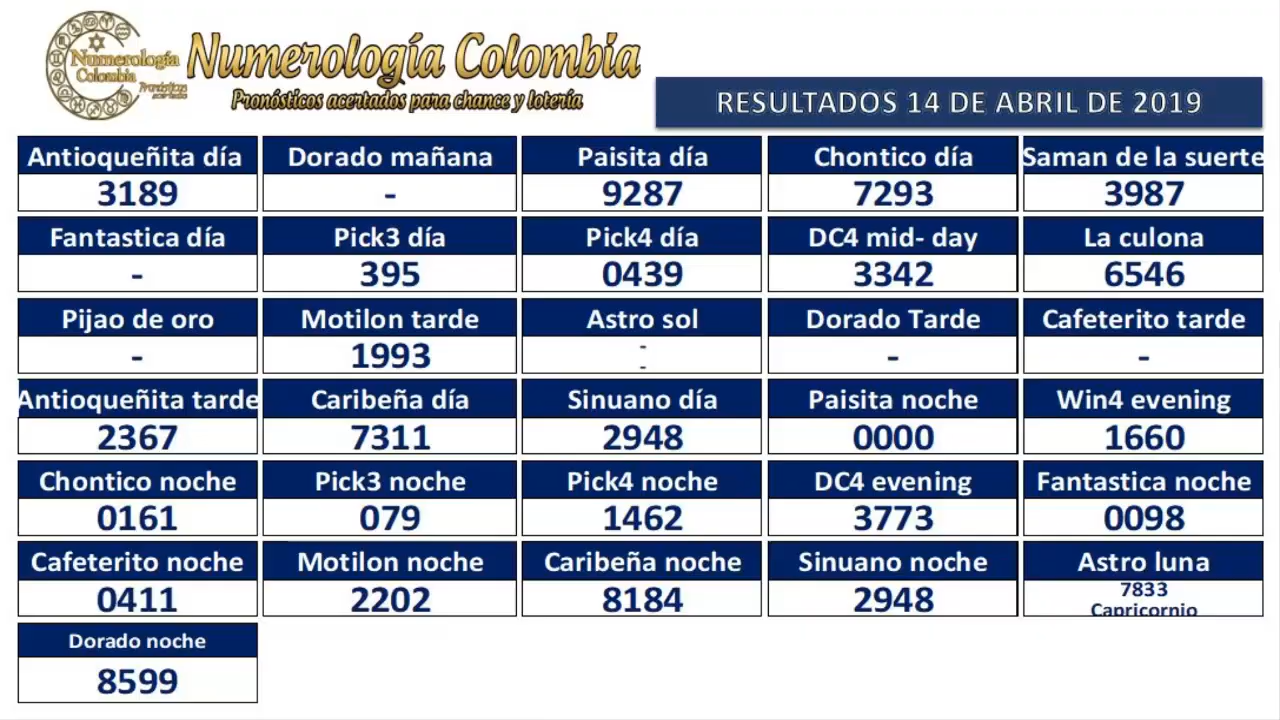 Numerología
Colombia
Pronósticos
Numerología Colombia
Pronósticos acertados para chance y lotería
RESULTADOS 14 DE ABRIL DE 2019
Antioqueñita día Dorado mañana Paisita día Chontico día Saman de la suerte
3189 - 9287 7293 3987
Fantastica día Pick3 día Pick4 día DC4 mid- day La culona
- 395 0439 3342 6546
Pijao de oro Motilon tarde Astro sol Dorado Tarde Cafeterito tarde
- 1993 - - - -
Antioqueñita tarde Caribeña día Sinuano día Paisita noche Win4 evening
2367 7311 2948 0000 1660
Chontico noche Pick3 noche Pick4 noche DC4 evening Fantastica noche
0161 079 1462 3773 0098
Cafeterito noche Motilon noche Caribeña noche Sinuano noche Astro luna
0411 2202 8184 2948 7833
Capricornio
Dorado noche
8599